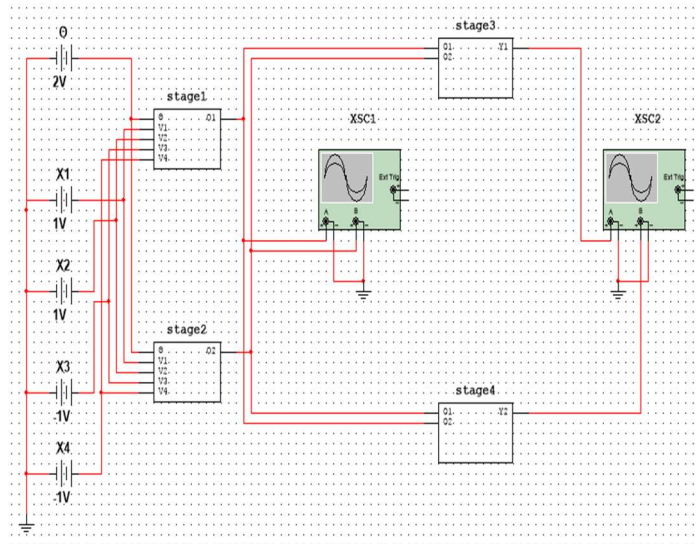 Θ
2V
X1
1V
X2
1V
X3
-1V
X4
-1V
stage1
θ
V1
V2
V3
V4
O1
stage2
θ
V1
V2
V3
V4
O2
stage3
O1
O2
Y1
XSC1
Ext Trig
A
B
XSC2
Ext Trig
A
B
stage4
O1
O2
Y2